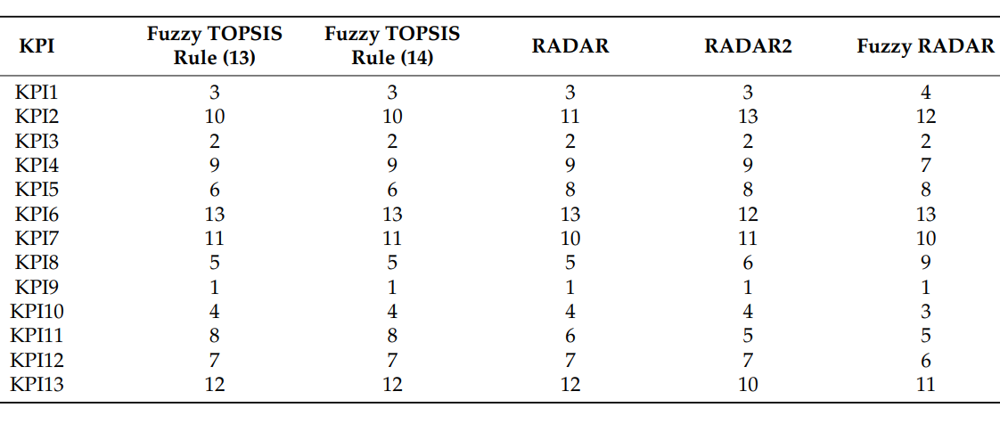 KPI Fuzzy TOPSIS Rule (13) Fuzzy TOPSIS Rule (14) RADAR RADAR2 Fuzzy RADAR
KPI1 3 3 3 3 4
KPI2 10 10 11 13 12
KPI3 2 2 2 2 2
KPI4 9 9 9 9 7
KPI5 6 6 8 8 8
KPI6 13 13 13 12 13
KPI7 11 11 10 11 10
KPI8 5 5 5 6 9
KPI9 1 1 1 1 1
KPI10 4 4 4 4 3
KPI11 8 8 6 5 5
KPI12 7 7 7 7 6
KPI13 12 12 12 10 11